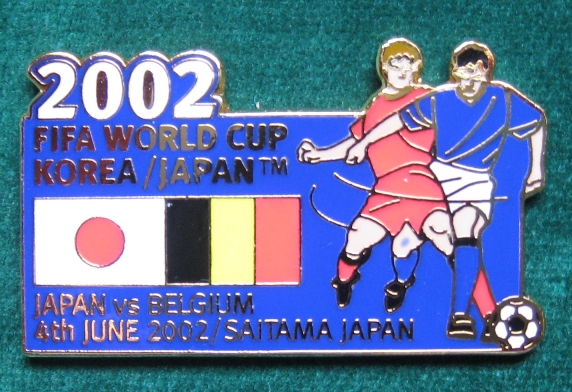 2002
FIFA WORLD CUP
KOREA/JAPAN™
JAPAN vs BELGIUM
4th JUNE 2002/SAITAMA JAPAN